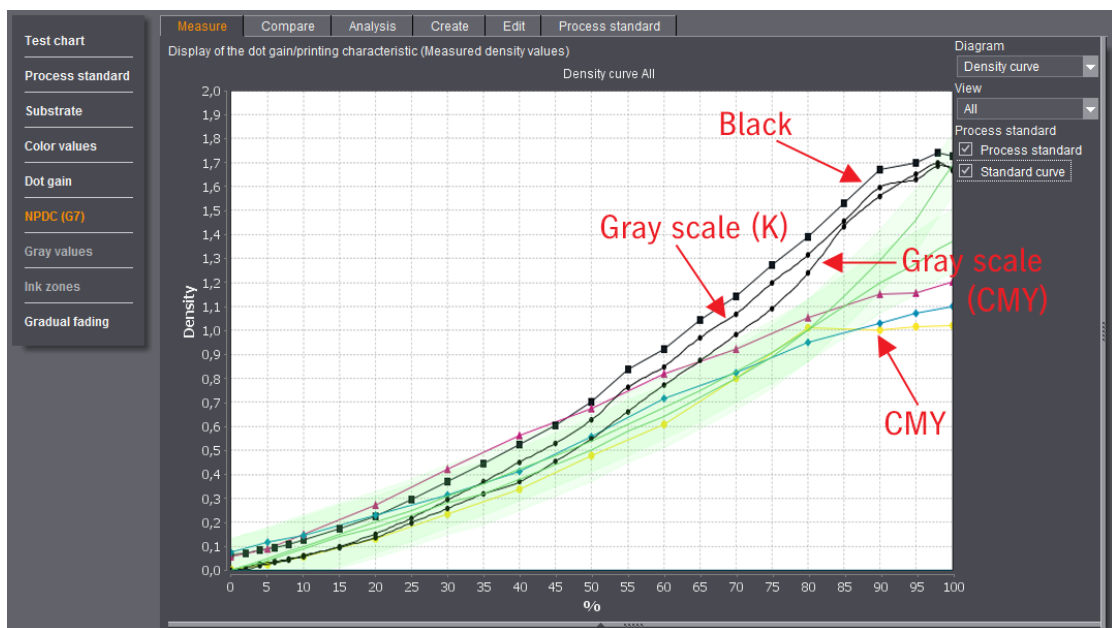 Test chart
Process standard
Substrate
Color values
Dot gain
NPDC (G7)
Gray values
Ink zones
Gradual fading
Measure Compare Analysis Create Edit Process standard
Display of the dot gain/printing characteristic (Measured density values)
Density curve All
Diagram
Density curve
View
All
Process standard
Process standard
Standard curve
Black
Gray scale (K)
Gray scale
(CMY)
CMY
Density
2,0
1,9
1,8
1,7
1,6
1,5
1,4
1,3
1,2
1,1
1,0
0,9
0,8
0,7
0,6
0,5
0,4
0,3
0,2
0,1
0,0
0 5 10 15 20 25 30 35 40 45 50 55 60 65 70 75 80 85 90 95 100
%